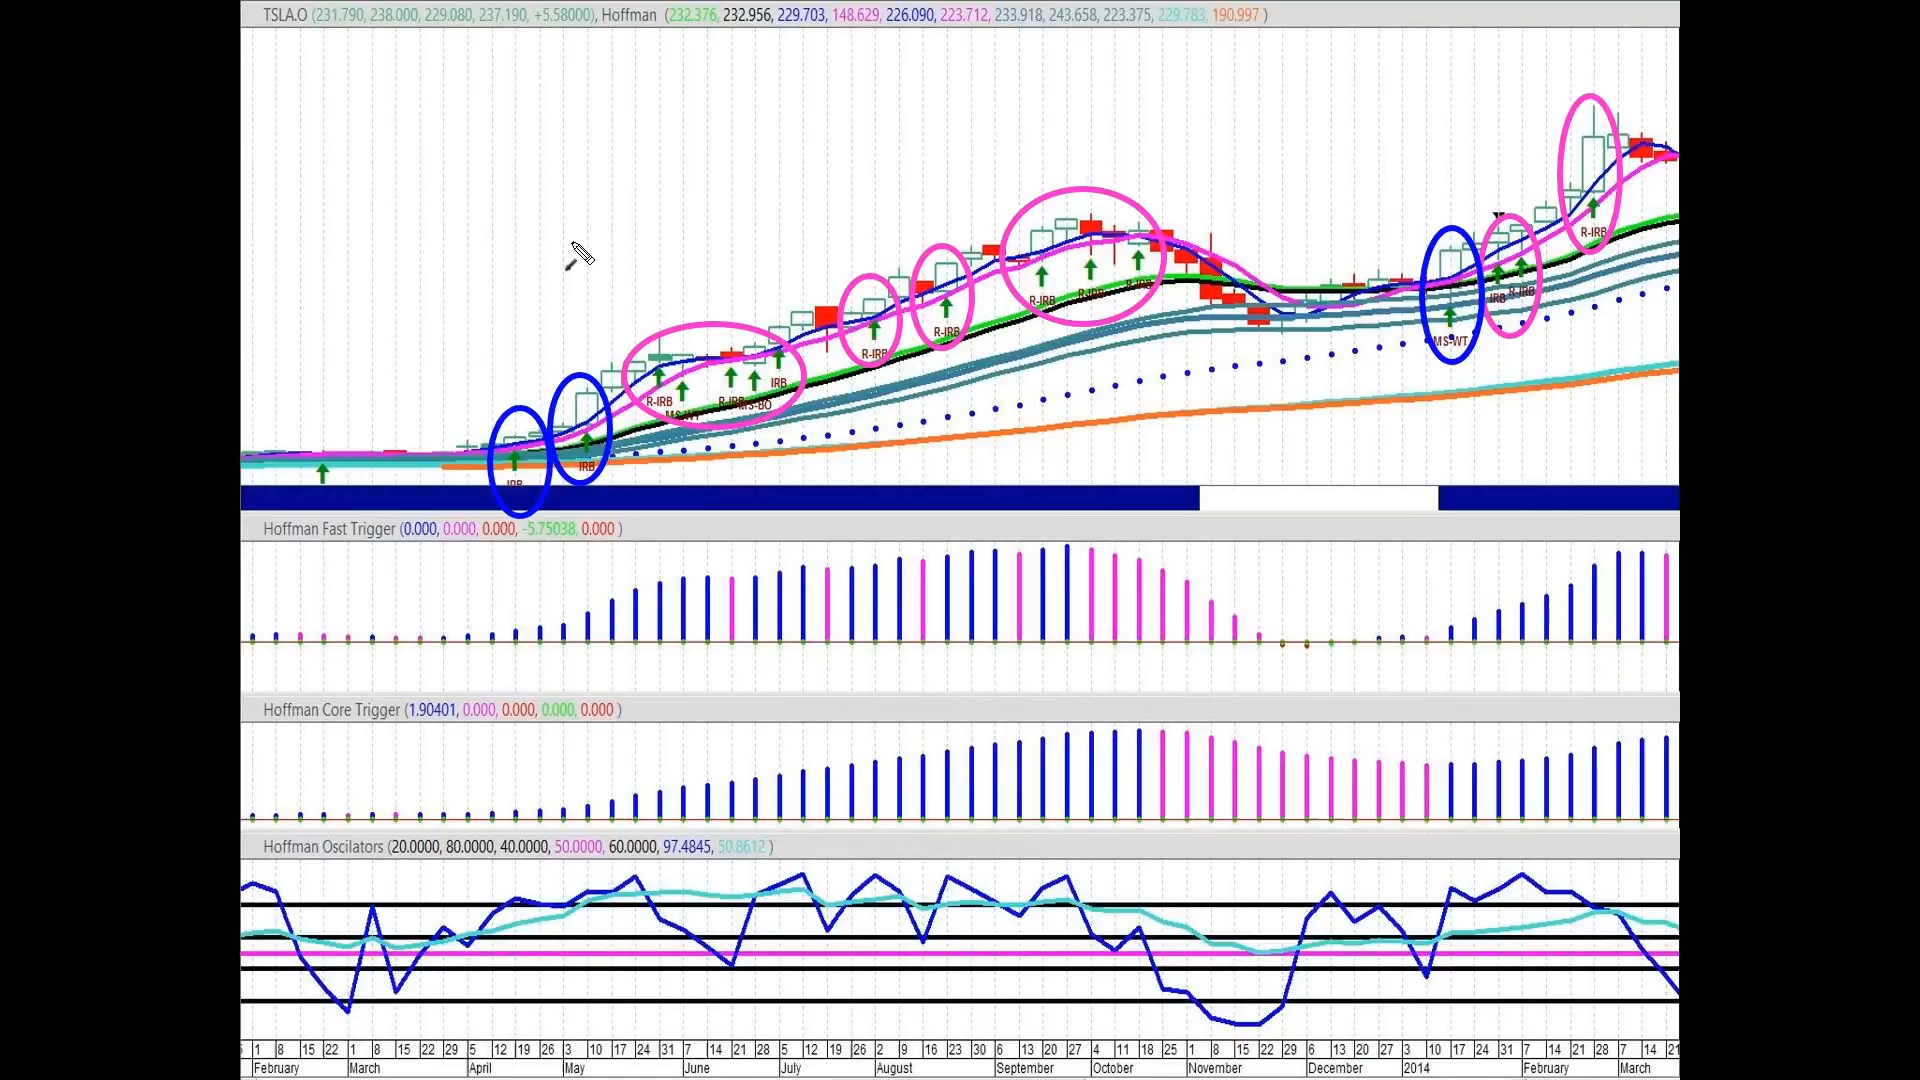 TSLA.O (231.790, 238.000, 229.080, 237.190, +5.58000), Hoffman (232.376, 232.956, 229.703, 148.629, 226.090, 223.712, 233.918, 243.658, 223.375, 229.783, 190.997 )
R-IRB
IRB R-IRB
R-IRB R-IRB R-IRB
R-IRB
MS-WT
R-IRB
IRB
R-IRB MS-WT R-IRB MS-BO
IRB
IRB
Hoffman Fast Trigger (0.000, 0.000, 0.000, -5.75038, 0.000 )
Hoffman Core Trigger (1.90401, 0.000, 0.000, 0.000, 0.000 )
Hoffman Oscilators (20.0000, 80.0000, 40.0000, 50.0000, 60.0000, 97.4845, 50.8612 )
1 8 15 22 1 8 15 22 29 5 12 19 26 3 10 17 24 31 7 14 21 28 5 12 19 26 2 9 16 23 30 6 13 20 27 4 11 18 25 1 8 15 22 29 6 13 20 27 3 10 17 24 31 7 14 21 28 7 14 21
February March April May June July August September October November December 2014 February March